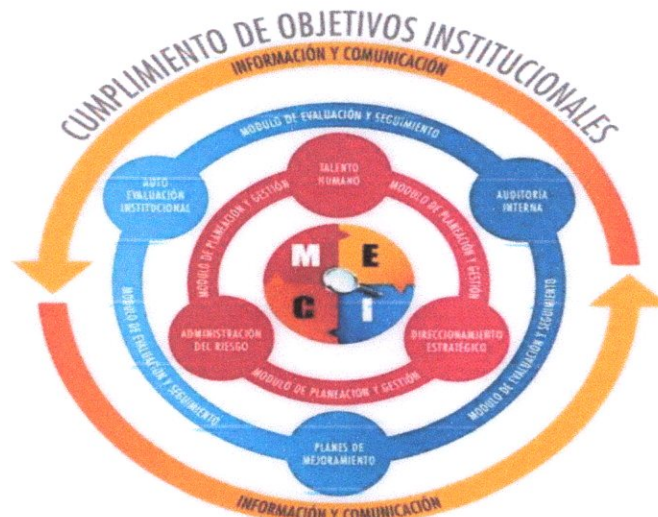 CUMPLIMIENTO DE OBJETIVOS INSTITUCIONALES
INFORMACIÓN Y COMUNICACIÓN
MODULO DE EVALUACIÓN Y SEGUIMIENTO
AUTO
EVALUACIÓN
INSTITUCIONAL
TALENTO
HUMANO
AUDITORÍA
INTERNA
MODULO DE PLANEACIÓN Y GESTIÓN
MODULO DE PLANEACIÓN Y GESTIÓN
M E
C I
ADMINISTRACIÓN
DEL RIESGO
DIRECCIONAMIENTO
ESTRATÉGICO
MODULO DE PLANEACION Y GESTIÓN
MODULO DE EVALUACIÓN Y SEGUIMIENTO
MODULO DE EVALUACIÓN Y SEGUIMIENTO
PLANES DE
MEJORAMIENTO
INFORMACIÓN Y COMUNICACIÓN